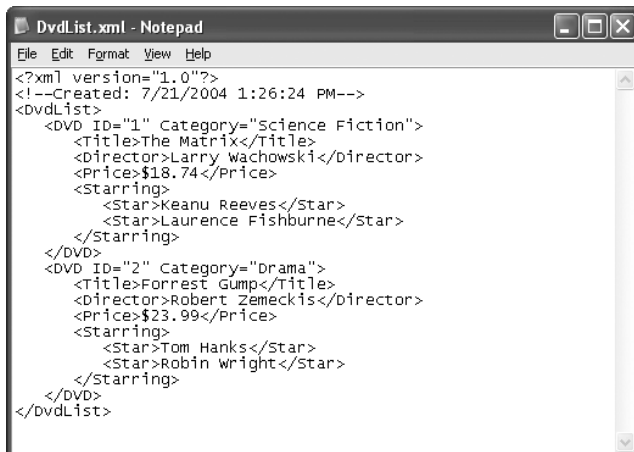 DvdList.xml - Notepad
File Edit Format View Help
<?xml version="1.0"?>
<!--Created: 7/21/2004 1:26:24 PM-->
<DvdList>
   <DVD ID="1" Category="Science Fiction">
      <Title>The Matrix</Title>
      <Director>Larry Wachowski</Director>
      <Price>$18.74</Price>
      <Starring>
         <Star>Keanu Reeves</Star>
         <Star>Laurence Fishburne</Star>
      </Starring>
   </DVD>
   <DVD ID="2" Category="Drama">
      <Title>Forrest Gump</Title>
      <Director>Robert Zemeckis</Director>
      <Price>$23.99</Price>
      <Starring>
         <Star>Tom Hanks</Star>
         <Star>Robin Wright</Star>
      </Starring>
   </DVD>
</DvdList>